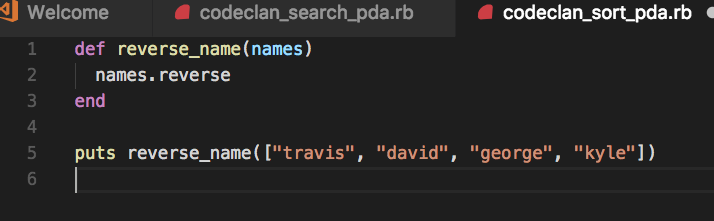 Welcome codeclan_search_pda.rb codeclan_sort_pda.rb
1 def reverse_name(names)
2   names.reverse
3 end
4
5 puts reverse_name(["travis", "david", "george", "kyle"])
6